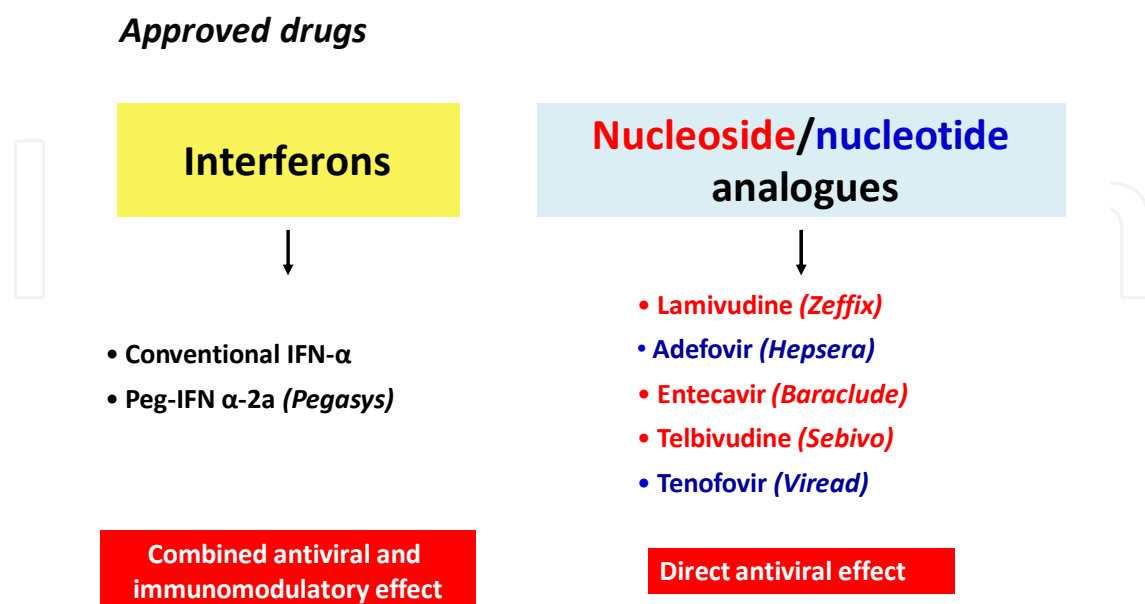 Approved drugs
Interferons
Nucleoside/nucleotide
analogues
• Conventional IFN-α
• Peg-IFN α-2a (Pegasys)
• Lamivudine (Zeffix)
• Adefovir (Hepsera)
• Entecavir (Baraclude)
• Telbivudine (Sebivo)
• Tenofovir (Viread)
Combined antiviral and
immunomodulatory effect
Direct antiviral effect